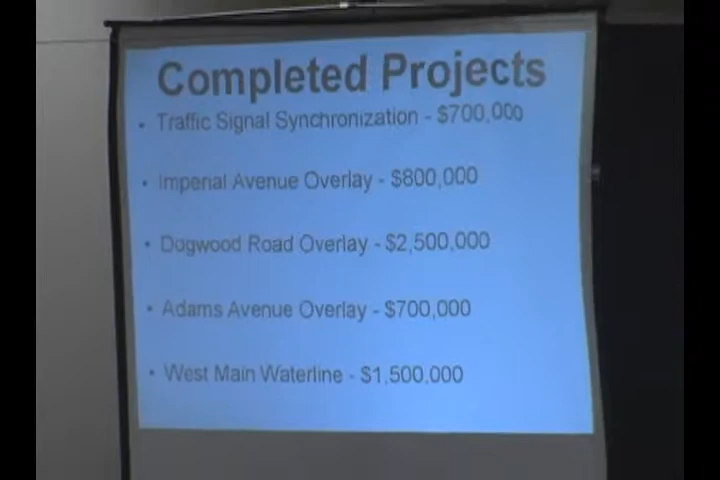 Completed Projects
• Traffic Signal Synchronization - $700,000
• Imperial Avenue Overlay - $800,000
• Dogwood Road Overlay - $2,500,000
• Adams Avenue Overlay - $700,000
• West Main Waterline - $1,500,000